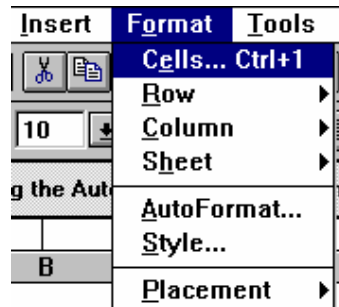 Insert Format Tools
Cells... Ctrl+1
Row
10 Column
Sheet
g the Aut
AutoFormat...
Style...
B
Placement